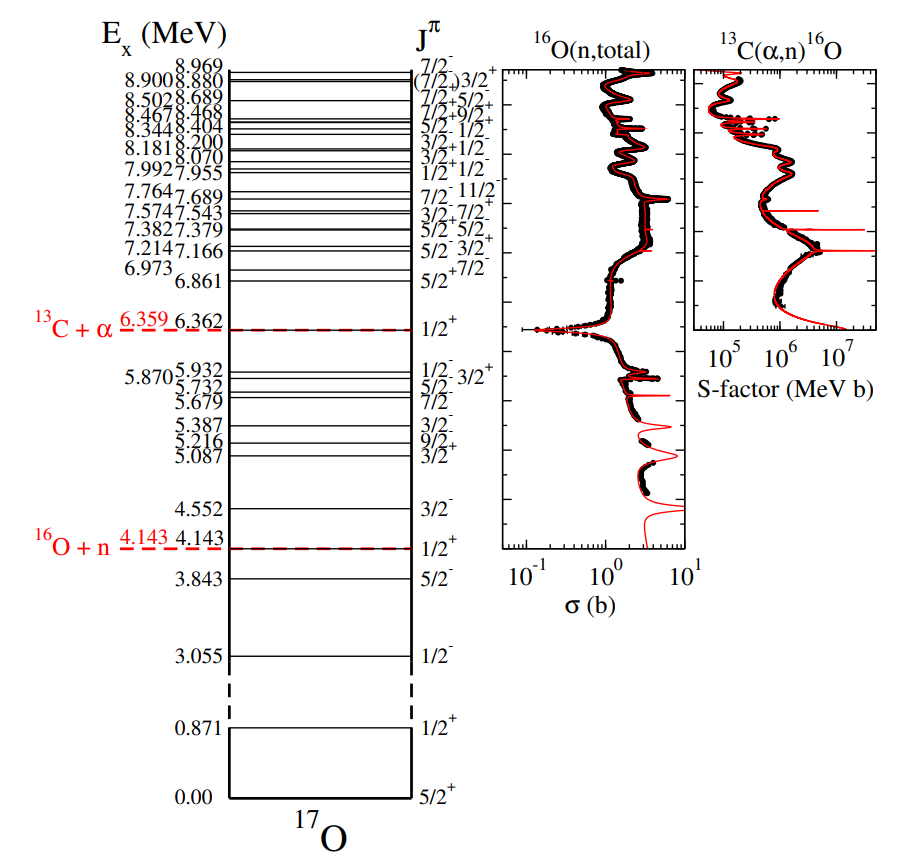 E_x (MeV) J^π ^16O(n,total) ^13C(α,n)^16O
8.969 7/2^-
8.900 8.880 (7/2^-) 3/2^+
8.502 8.689
8.467 8.468
8.344 8.404 5/2^- 1/2^+
8.181 8.200 3/2^+ 1/2^-
8.070 3/2^+
7.992 7.955 1/2^+ 1/2^-
7.764 7.689 7/2^- 11/2^-
7.574 7.543 3/2^- 7/2^+
7.382 7.379 5/2^+ 5/2^-
7.214 7.166 5/2^- 3/2^+
6.973 7/2^-
6.861 5/2^+
^13C + α 6.359 6.362 1/2^+
5.932 1/2^-
5.870 3/2^+
5.732 5/2^-
5.679 7/2^-
5.387 3/2^-
5.216 9/2^-
5.087 3/2^+
4.552 3/2^-
^16O + n 4.143 4.143 1/2^+
3.843 5/2^-
3.055 1/2^-
0.871 1/2^+
0.00 5/2^+
^17O
10^-1 10^0 10^1
σ (b)
10^5 10^6 10^7
S-factor (MeV b)